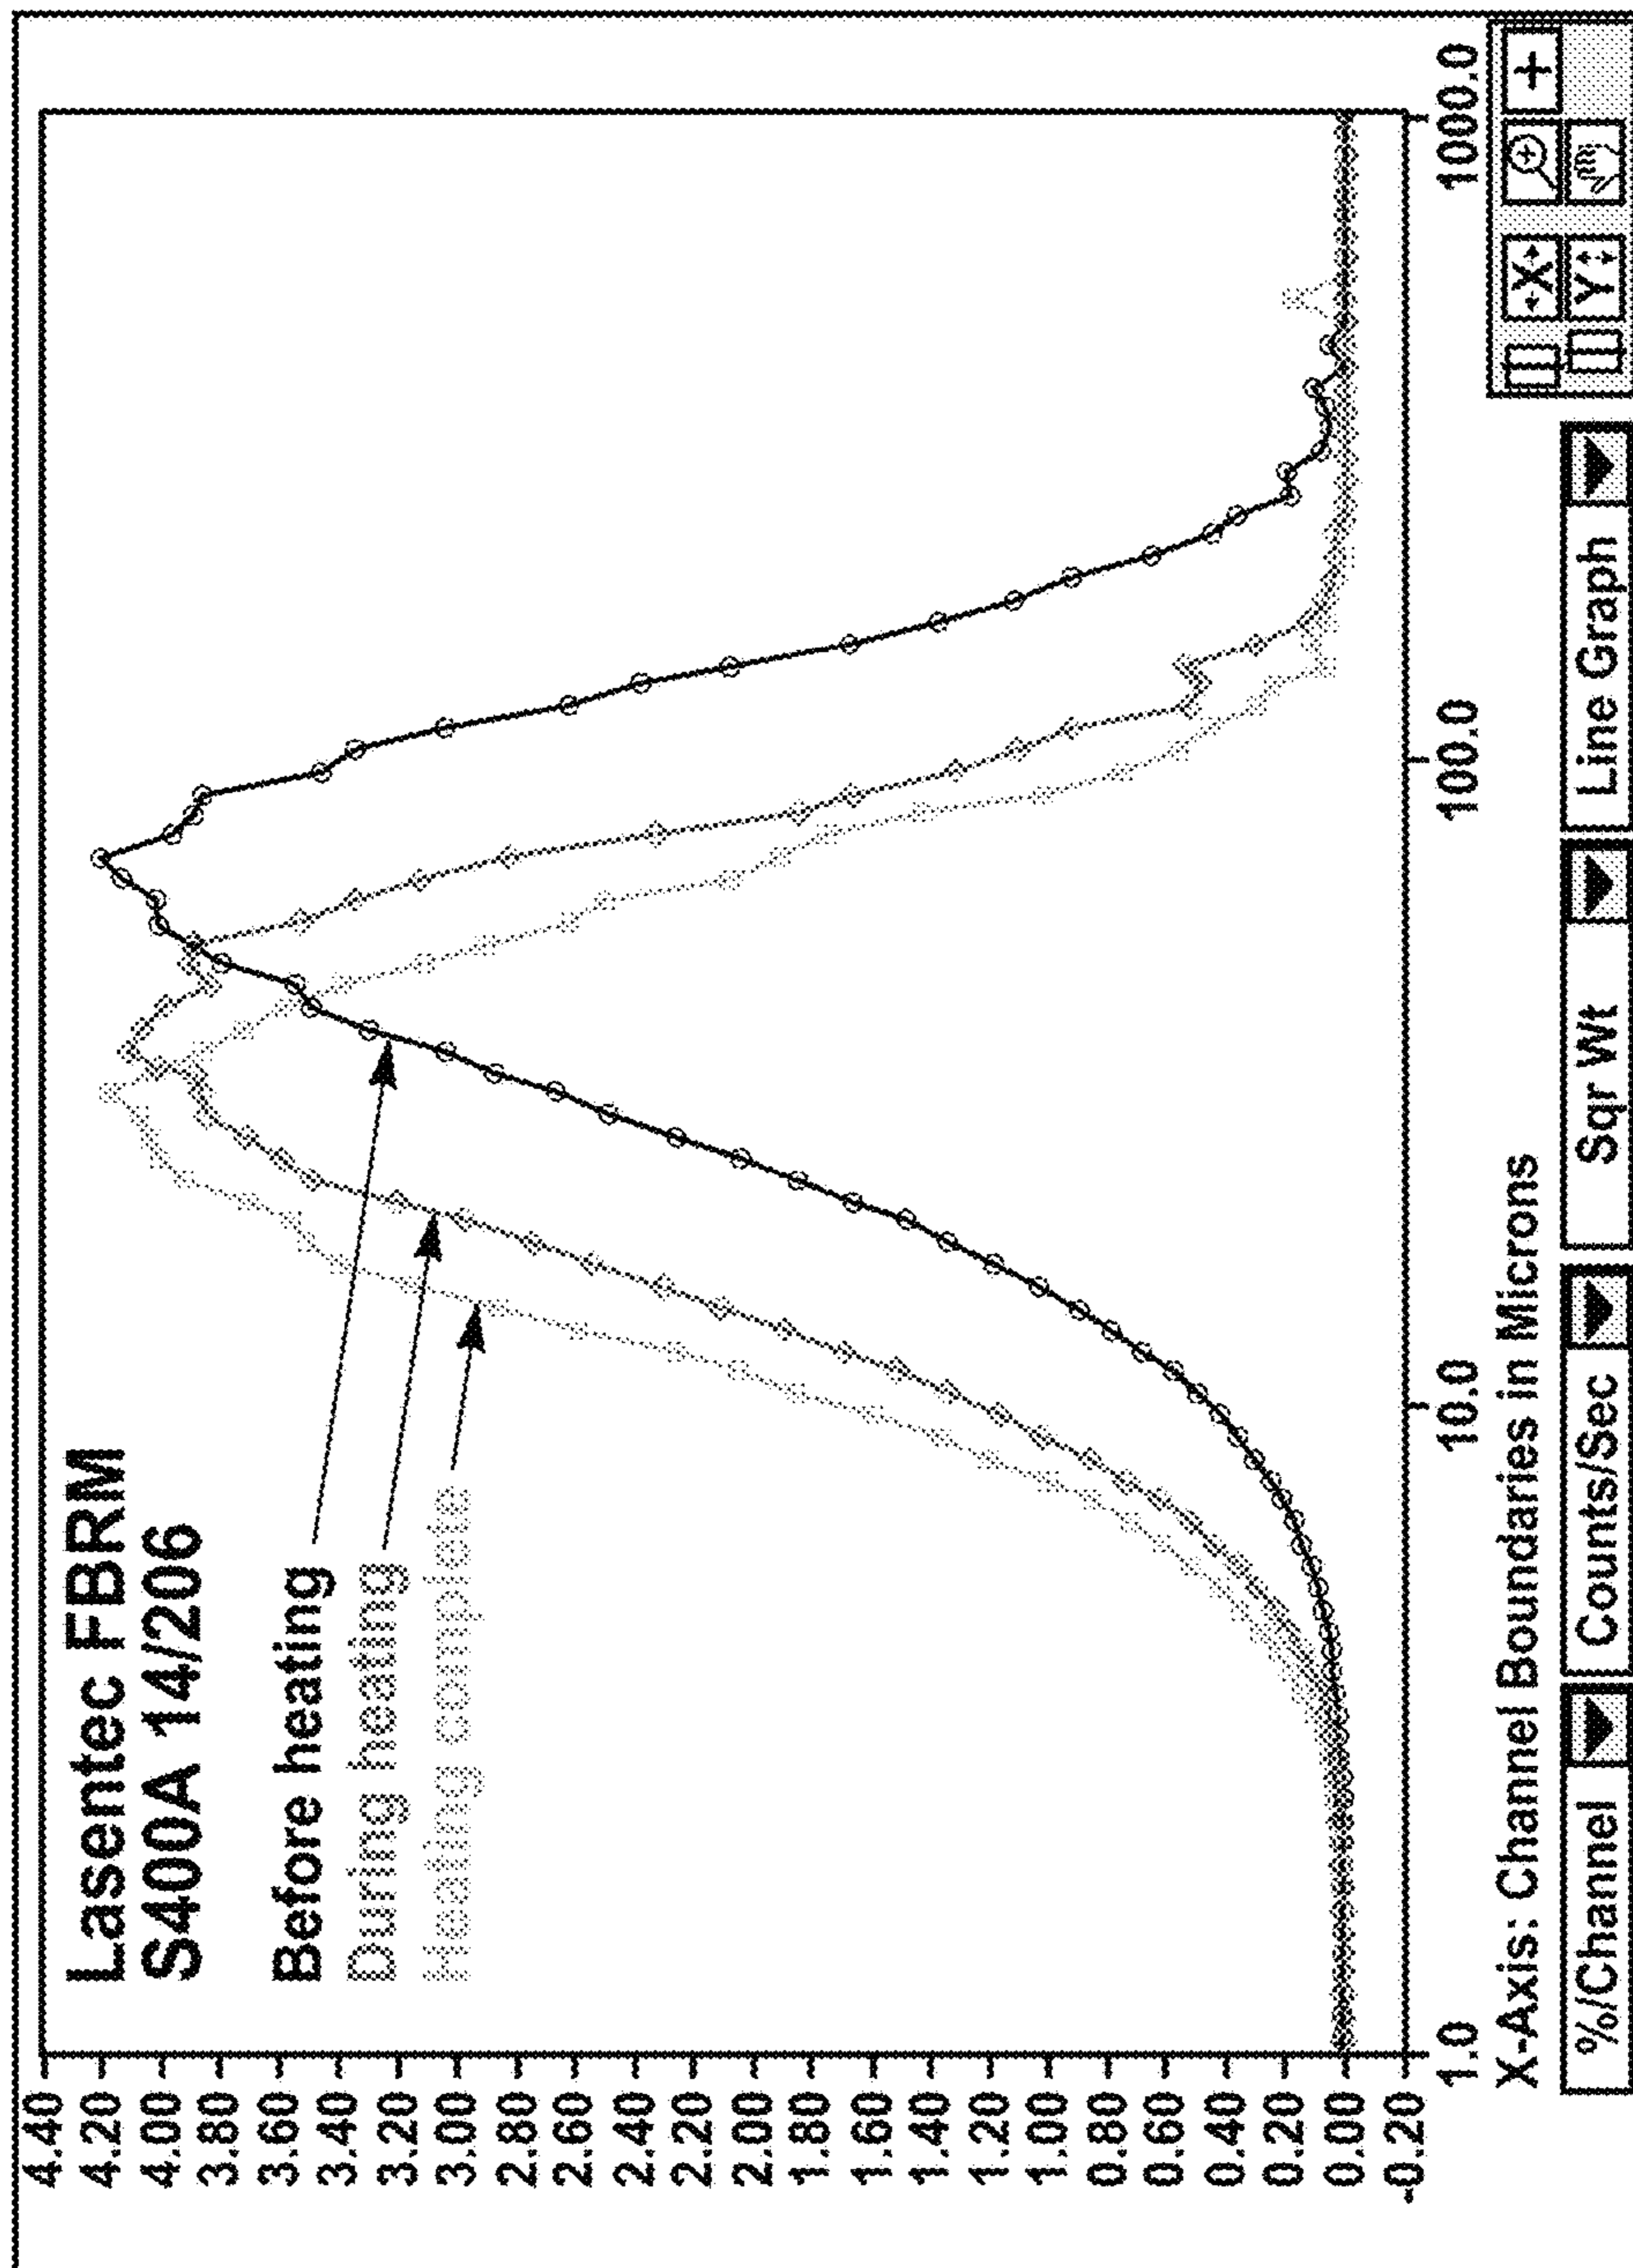 Lasentec FBRM
S400A 14/206
Before heating
During heating
Heating complete
4.40
4.20
4.00
3.80
3.60
3.40
3.20
3.00
2.80
2.60
2.40
2.20
2.00
1.80
1.60
1.40
1.20
1.00
0.80
0.60
0.40
0.20
0.00
-0.20
1.0 10.0 100.0 1000.0
X-Axis: Channel Boundaries in Microns
X
+
Y
%/Channel Counts/Sec Sqr Wt Line Graph